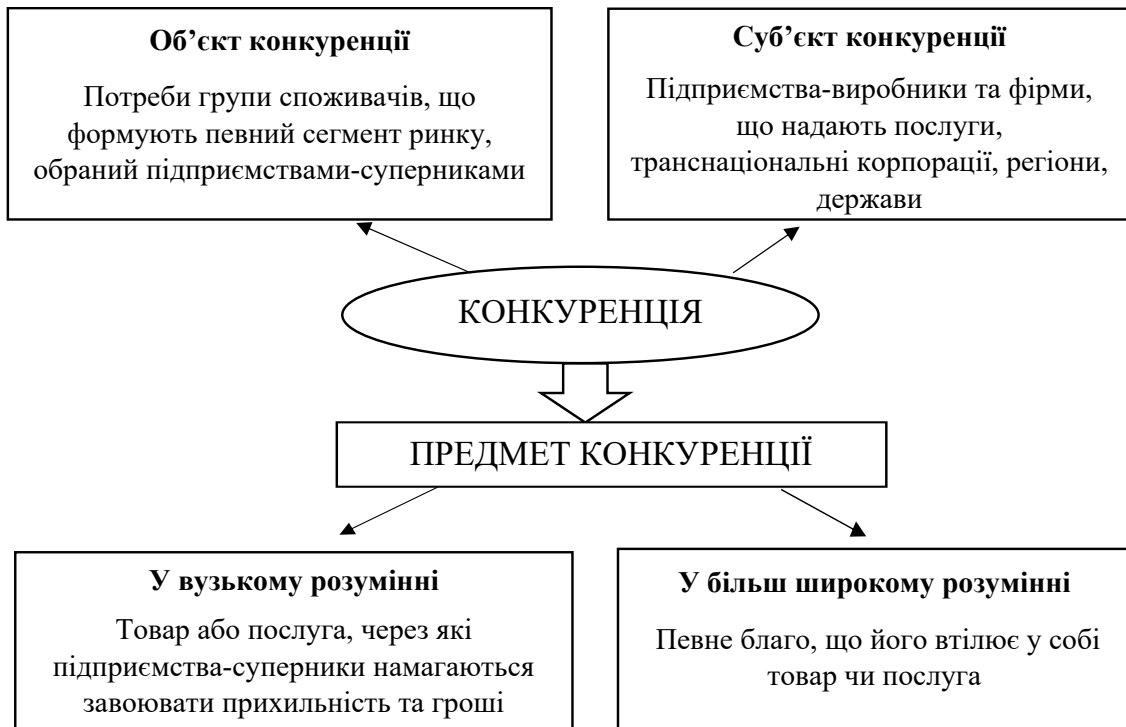 Об’єкт конкуренції
Потреби групи споживачів, що
формують певний сегмент ринку,
обраний підприємствами-суперниками
Суб’єкт конкуренції
Підприємства-виробники та фірми,
що надають послуги,
транснаціональні корпорації, регіони,
держави
КОНКУРЕНЦІЯ
ПРЕДМЕТ КОНКУРЕНЦІЇ
У вузькому розумінні
Товар або послуга, через які
підприємства-суперники намагаються
завоювати прихильність та гроші
У більш широкому розумінні
Певне благо, що його втілює у собі
товар чи послуга